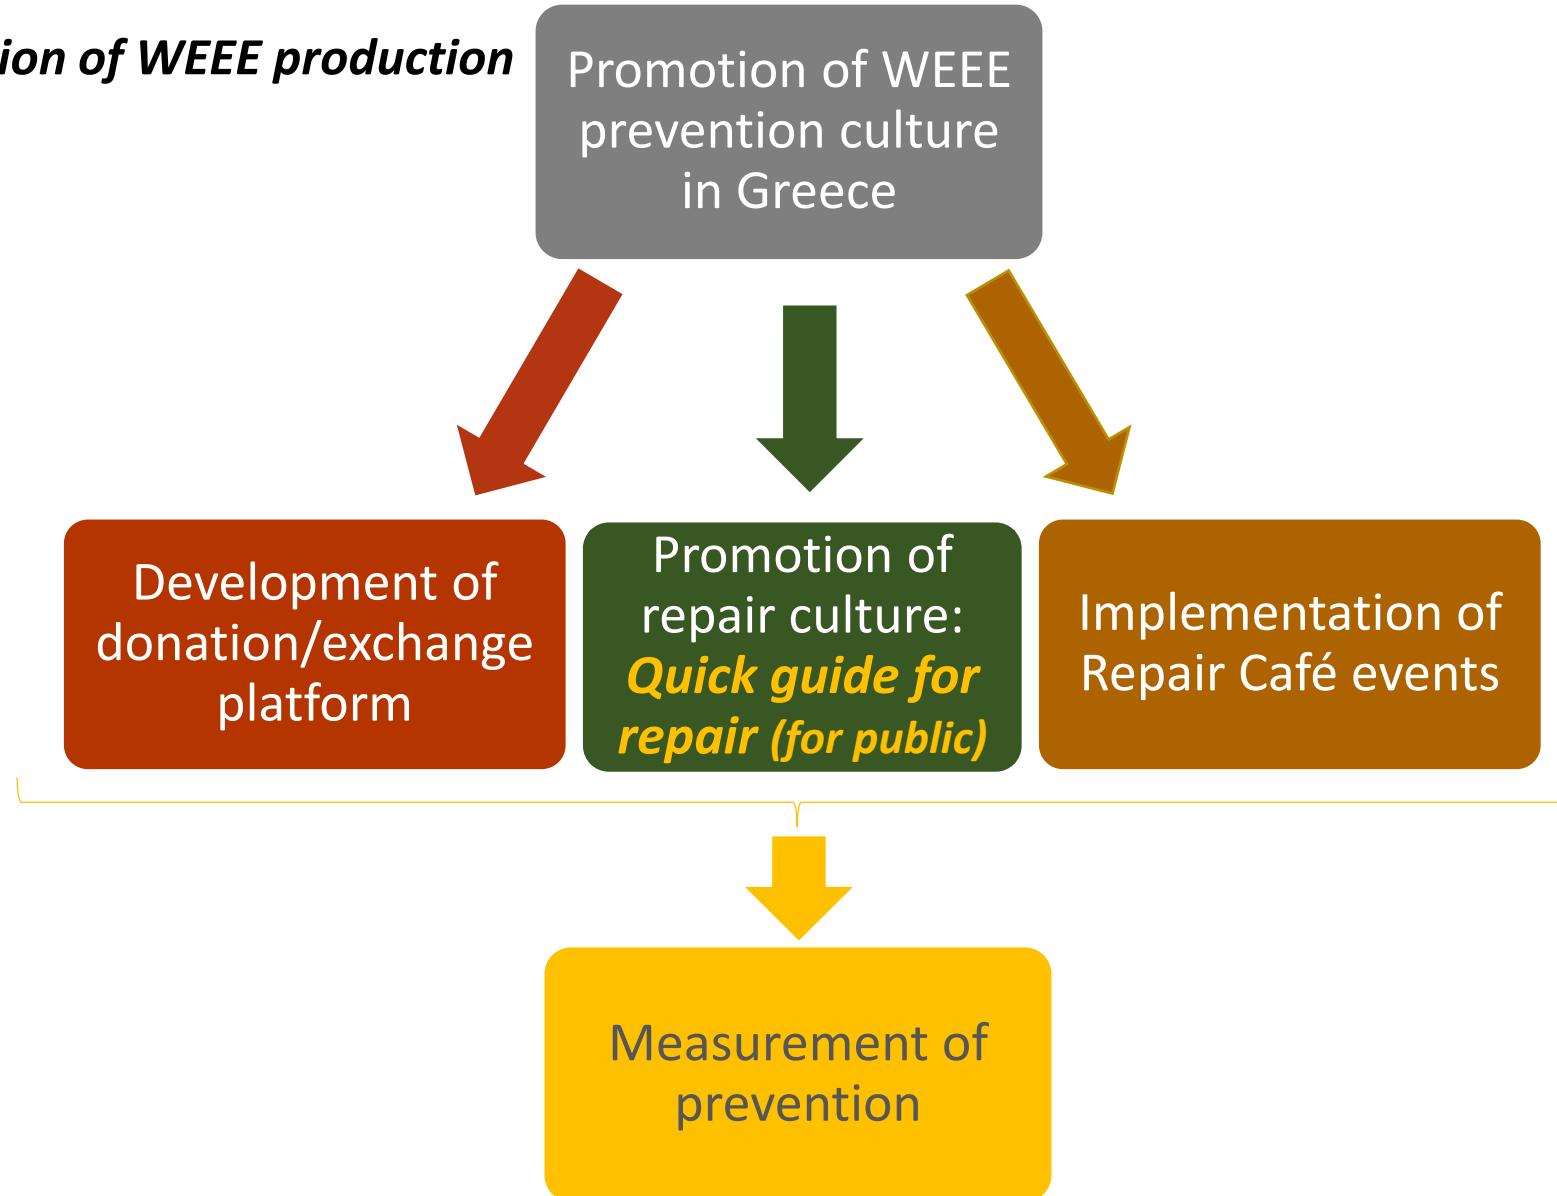 ion of WEEE production
Promotion of WEEE
prevention culture
in Greece
Development of
donation/exchange
platform
Promotion of
repair culture:
Quick guide for
repair (for public)
Implementation of
Repair Café events
Measurement of
prevention